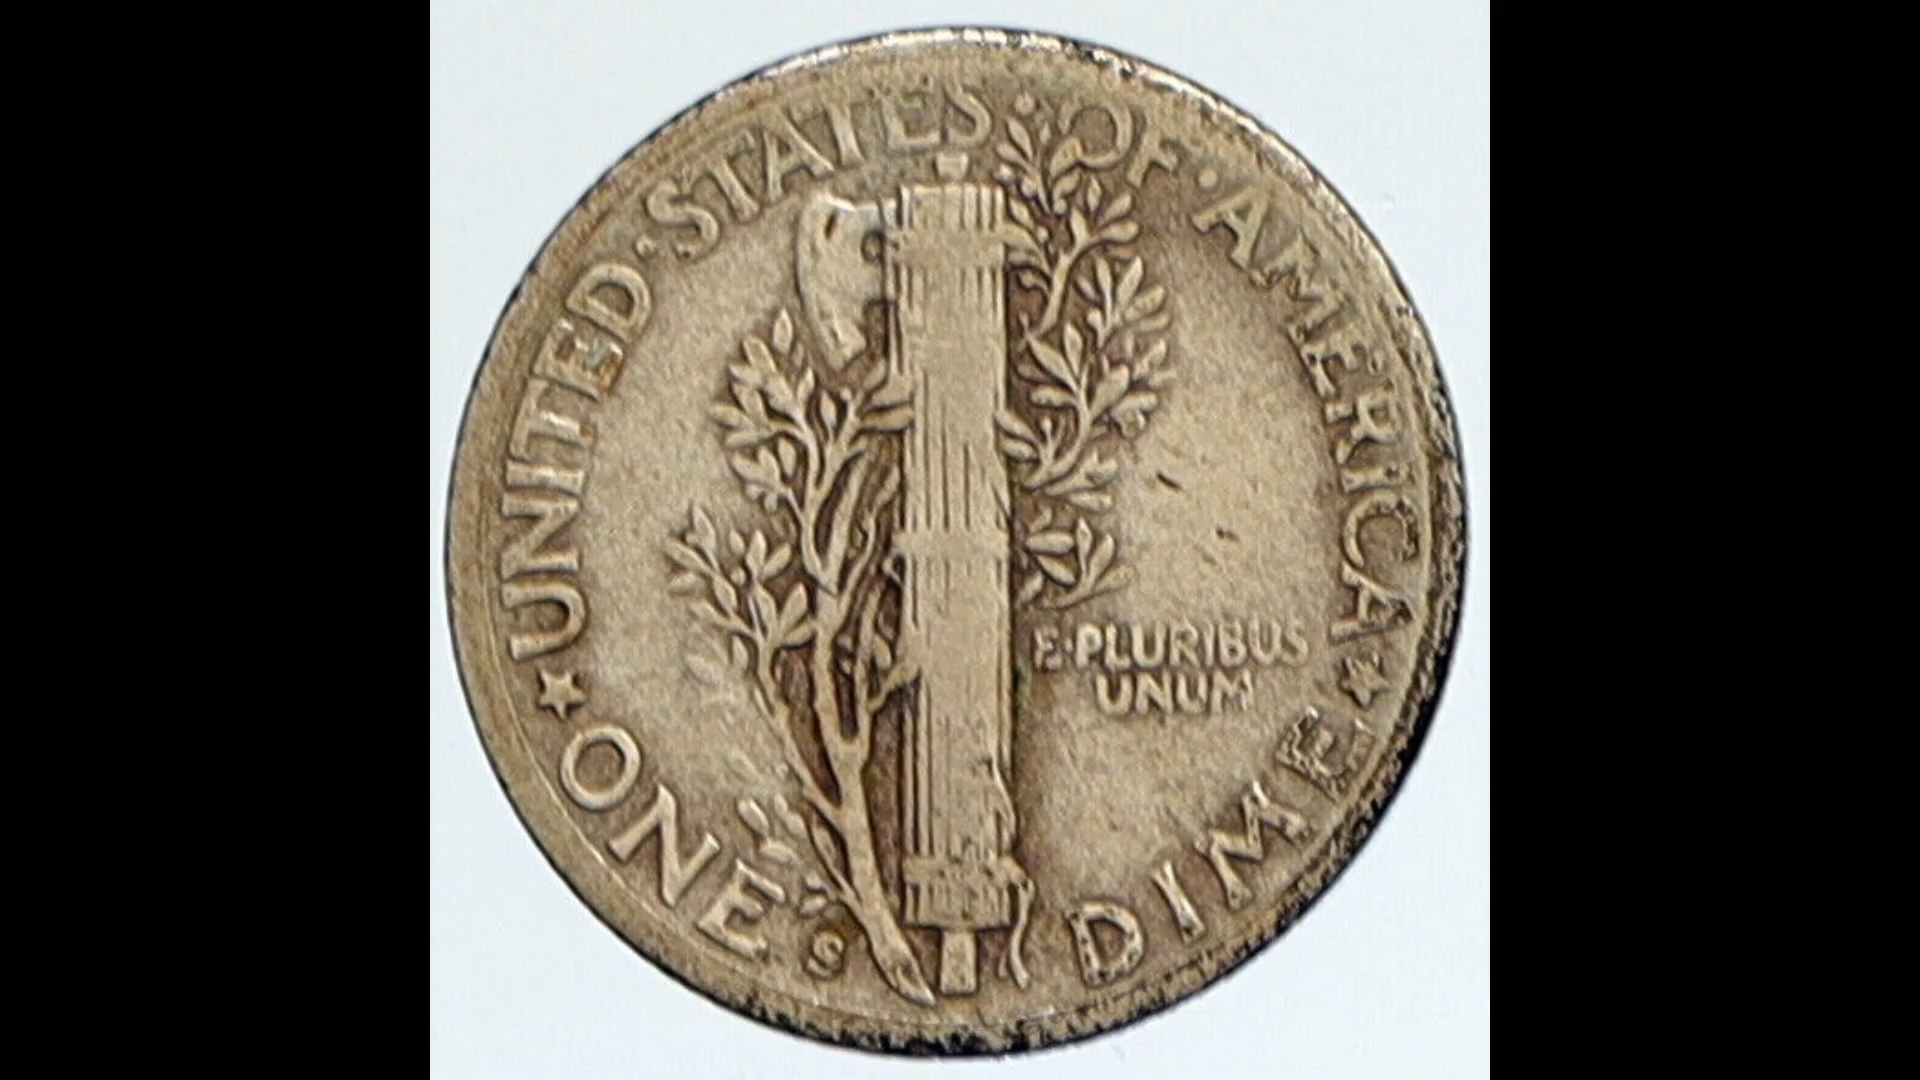 UNITED·STATES·OF·AMERICA
E·PLURIBUS
UNUM
ONE DIME
S